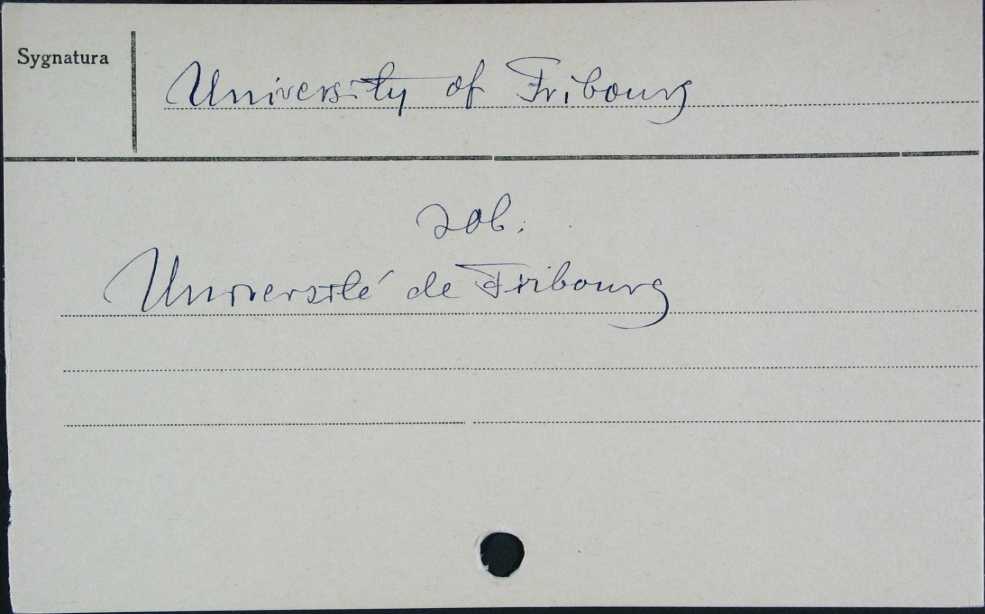 Sygnatura
University of Fribourg
zob.
Université de Fribourg